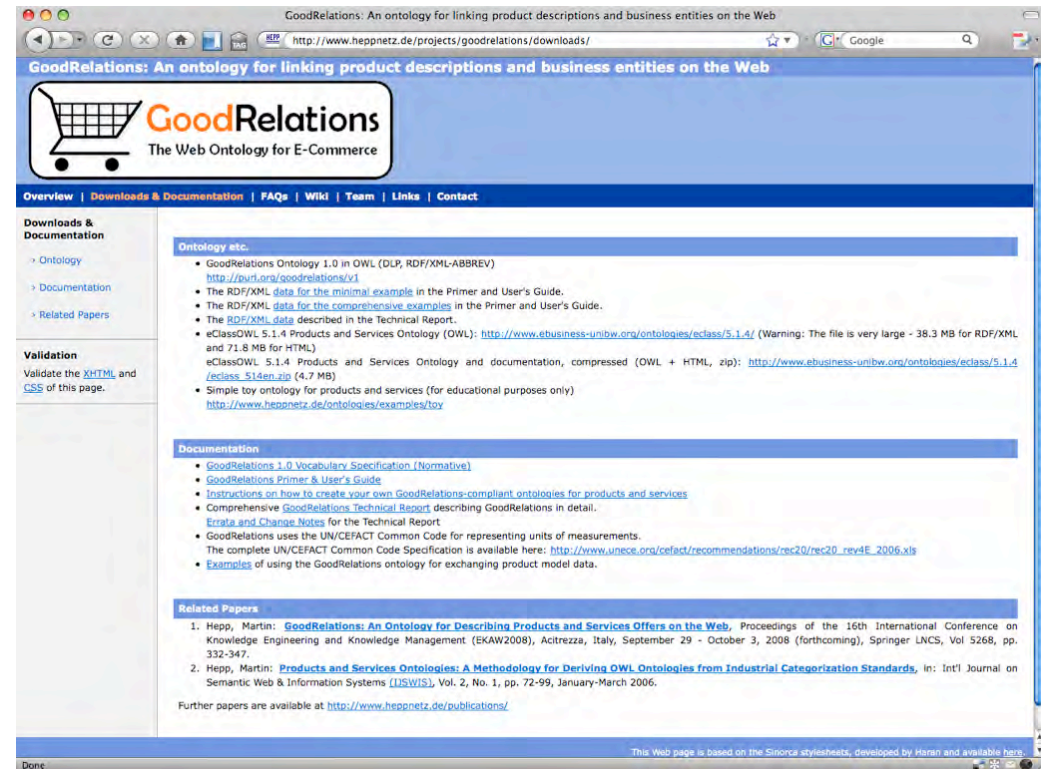 GoodRelations: An ontology for linking product descriptions and business entities on the Web
HEPP
http://www.heppnetz.de/projects/goodrelations/downloads/
G
Google
TAG
GoodRelations: An ontology for linking product descriptions and business entities on the Web
GoodRelations
The Web Ontology for E-Commerce
Overview | Downloads & Documentation | FAQs | Wiki | Team | Links | Contact
Downloads &
Documentation
› Ontology
› Documentation
› Related Papers
Validation
Validate the XHTML and
CSS of this page.
Ontology etc.
• GoodRelations Ontology 1.0 in OWL (DLP, RDF/XML-ABBREV)
http://purl.org/goodrelations/v1
• The RDF/XML data for the minimal example in the Primer and User's Guide.
• The RDF/XML data for the comprehensive examples in the Primer and User's Guide.
• The RDF/XML data described in the Technical Report.
• eClassOWL 5.1.4 Products and Services Ontology (OWL): http://www.ebusiness-unibw.org/ontologies/eclass/5.1.4/ (Warning: The file is very large - 38.3 MB for RDF/XML
and 71.8 MB for HTML)
eClassOWL 5.1.4 Products and Services Ontology and documentation, compressed (OWL + HTML, zip): http://www.ebusiness-unibw.org/ontologies/eclass/5.1.4
/eclass_514en.zip (4.7 MB)
• Simple toy ontology for products and services (for educational purposes only)
http://www.heppnetz.de/ontologies/examples/toy
Documentation
• GoodRelations 1.0 Vocabulary Specification (Normative)
• GoodRelations Primer & User's Guide
• Instructions on how to create your own GoodRelations-compliant ontologies for products and services
• Comprehensive GoodRelations Technical Report describing GoodRelations in detail.
Errata and Change Notes for the Technical Report
• GoodRelations uses the UN/CEFACT Common Code for representing units of measurements.
The complete UN/CEFACT Common Code Specification is available here: http://www.unece.org/cefact/recommendations/rec20/rec20_rev4E_2006.xls
• Examples of using the GoodRelations ontology for exchanging product model data.
Related Papers
1. Hepp, Martin: GoodRelations: An Ontology for Describing Products and Services Offers on the Web, Proceedings of the 16th International Conference on
Knowledge Engineering and Knowledge Management (EKAW2008), Acitrezza, Italy, September 29 - October 3, 2008 (forthcoming), Springer LNCS, Vol 5268, pp.
332-347.
2. Hepp, Martin: Products and Services Ontologies: A Methodology for Deriving OWL Ontologies from Industrial Categorization Standards, in: Int'l Journal on
Semantic Web & Information Systems (IJSWIS), Vol. 2, No. 1, pp. 72-99, January-March 2006.
Further papers are available at http://www.heppnetz.de/publications/
This Web page is based on the Sinorca stylesheets, developed by Haran and available here.
Done